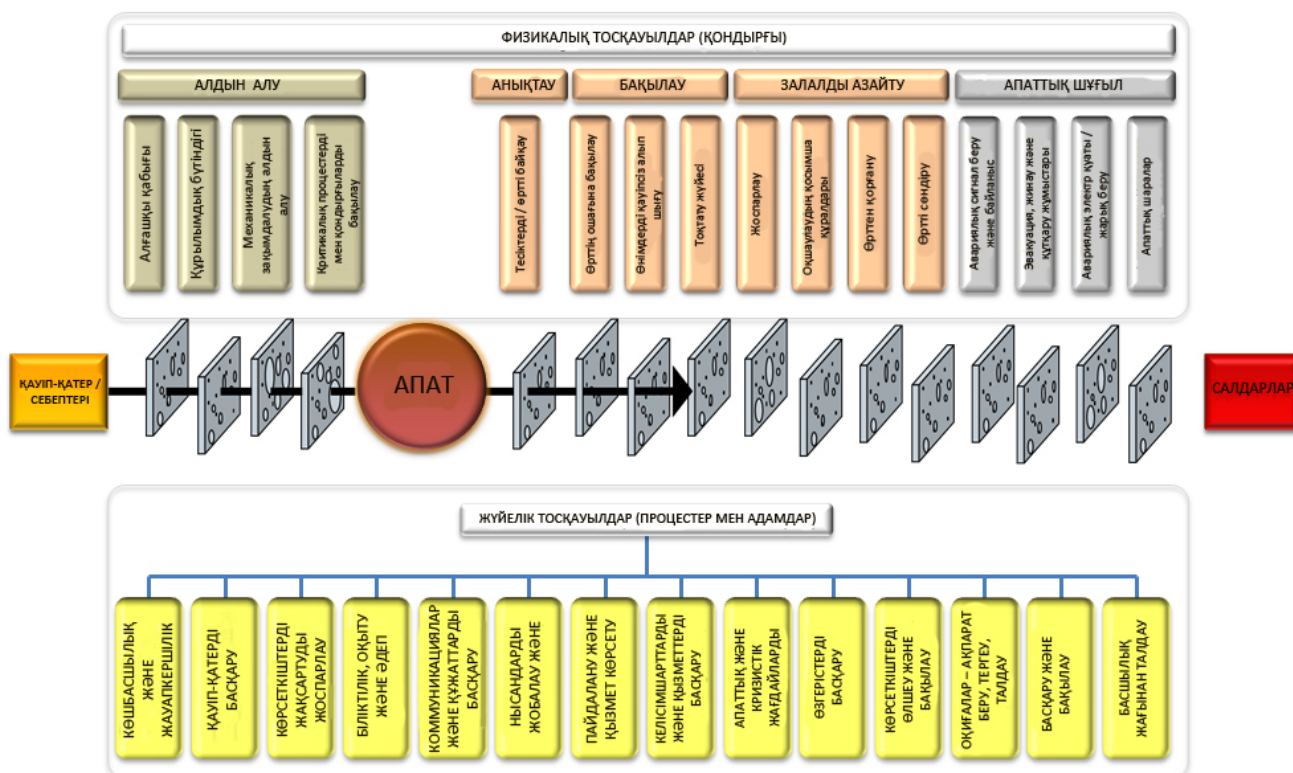 ФИЗИКАЛЫҚ ТОСҚАУЫЛДАР (ҚОНДЫРҒЫ)
АЛДЫН АЛУ
АНЫҚТАУ
БАҚЫЛАУ
ЗАЛАЛДЫ АЗАЙТУ
АПАТТЫҚ ШҰҒЫЛ
Алғашқы қабығы
Құрылымдық бүтіндігі
Механикалық
зақымдалудың алдын
алу
Критикалық процестерді
мен қондырғыларды
бақылау
Тесіктерді / өртті байқау
Өрттің ошағына бақылау
Өнімдерді қауіпсіз алып
шығу
Тоқтату жүйесі
Жоспарлау
Оқшаулаудың қосымша
құралдары
Өрттен қорғану
Өртті сөндіру
Авариялық сигнал беру
және байланыс
Эвакуация, жинау және
құтқару жұмыстары
Авариялық электр қуаты /
жарық беру
Апаттық шаралар
ҚАУІП-ҚАТЕР /
СЕБЕПТЕРІ
АПАТ
САЛДАРЛАР
ЖҮЙЕЛІК ТОСҚАУЫЛДАР (ПРОЦЕСТЕР МЕН АДАМДАР)
КӨШБАСШЫЛЫҚ
ЖӘНЕ
ЖАУАПКЕРШІЛІК
ҚАУІП-ҚАТЕРДІ
БАСҚАРУ
КӨРСЕТКІШТЕРДІ
ЖАҚСАРТУДЫ
ЖОСПАРЛАУ
БІЛІКТІЛІК, ОҚЫТУ
ЖӘНЕ ӘДЕП
КОММУНИКАЦИЯЛАР
ЖӘНЕ ҚҰЖАТТАРДЫ
БАСҚАРУ
НЫСАНДАРДЫ
ЖОБАЛАУ ЖӘНЕ
ПАЙДАЛАНУ ЖӘНЕ
ҚЫЗМЕТ КӨРСЕТУ
КЕЛІСІМШАРТТАРДЫ
ЖӘНЕ ҚЫЗМЕТТЕРДІ
БАСҚАРУ
АПАТТЫҚ ЖӘНЕ
КРИЗИСТІК
ЖАҒДАЙЛАРДЫ
ӨЗГЕРІСТЕРДІ
БАСҚАРУ
КӨРСЕТКІШТЕРДІ
ӨЛШЕУ ЖӘНЕ
БАҚЫЛАУ
ОҚИҒАЛАР – АҚПАРАТ
БЕРУ, ТЕРГЕУ,
ТАЛДАУ
БАСҚАРУ ЖӘНЕ
БАҚЫЛАУ
БАСШЫЛЫҚ
ЖАҒЫНАН ТАЛДАУ